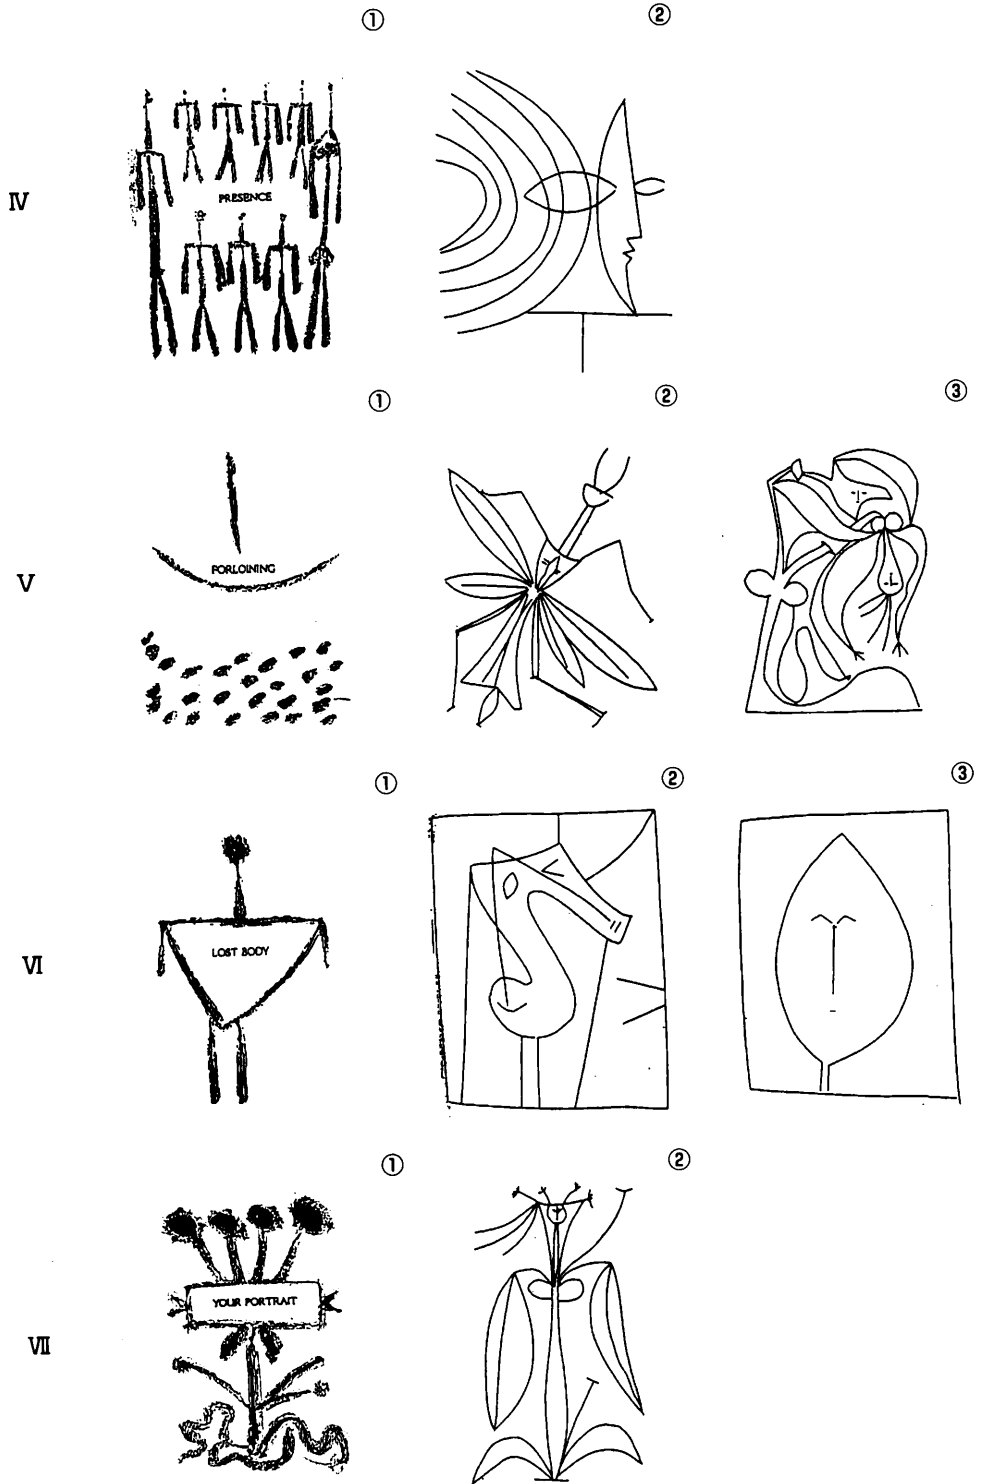 ① ②
IV
PRESENCE
① ② ③
V
FORLOINING
① ② ③
VI
LOST BODY
① ②
VII
YOUR PORTRAIT